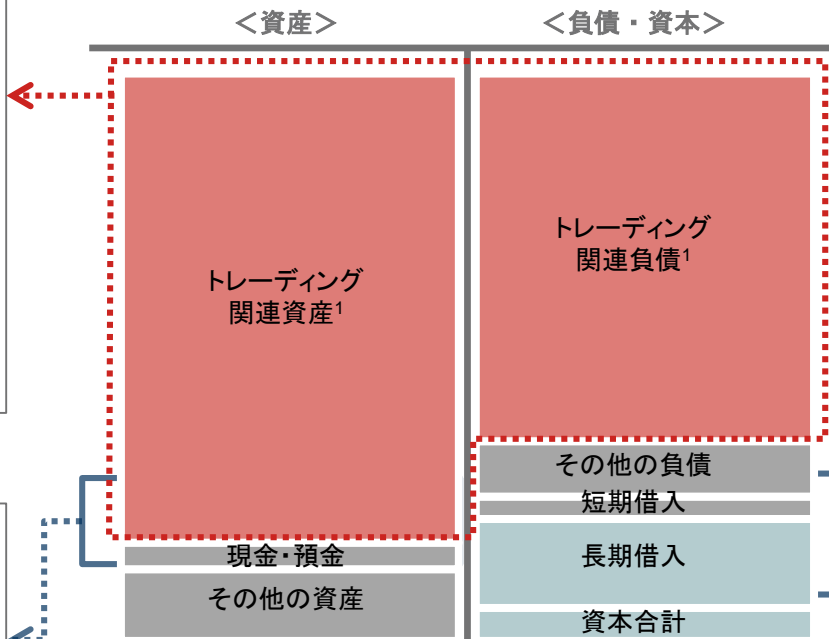 ＜資産＞
＜負債・資本＞
トレーディング
関連資産1
現金・預金
その他の資産
トレーディング
関連負債1
その他の負債
短期借入
長期借入
資本合計